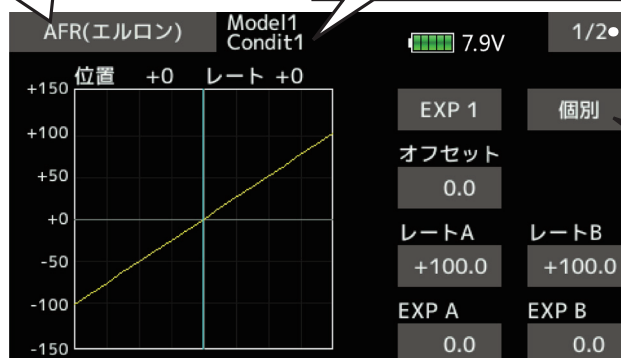 AFR(エルロン)
Model1
Condit1
7.9V
1/2
位置 +0 レート +0
+150
+100
+50
+0
-50
-100
-150
EXP 1
個別
オフセット
0.0
レートA レートB
+100.0 +100.0
EXP A EXP B
0.0 0.0